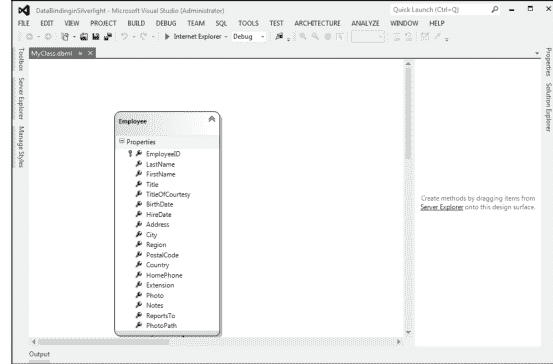 DataBindinginSilverlight - Microsoft Visual Studio (Administrator)
Quick Launch (Ctrl+Q)
FILE EDIT VIEW PROJECT BUILD DEBUG TEAM SQL TOOLS TEST ARCHITECTURE ANALYZE WINDOW HELP
Internet Explorer Debug
MyClass.dbml
Toolbox
Server Explorer
Manage Styles
Employee
Properties
EmployeeID
LastName
FirstName
Title
TitleOfCourtesy
BirthDate
HireDate
Address
City
Region
PostalCode
Country
HomePhone
Extension
Photo
Notes
ReportsTo
PhotoPath
Create methods by dragging items from
Server Explorer onto this design surface.
Properties
Solution Explorer
Output